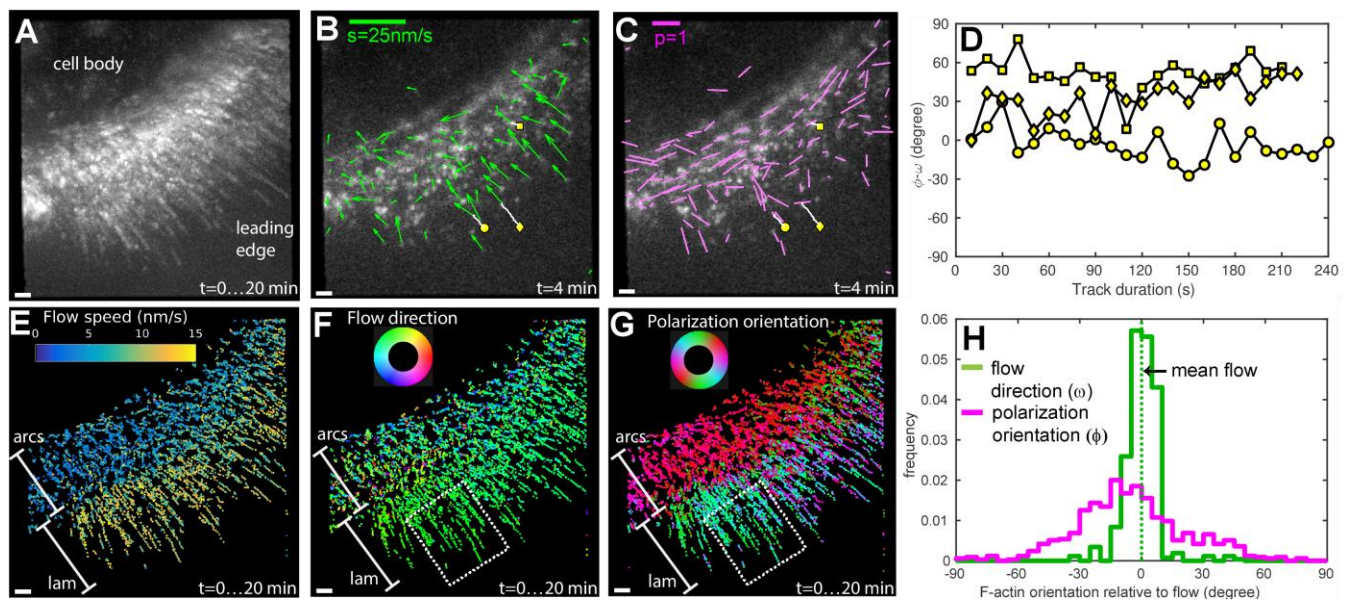 A
cell body
leading
edge
t=0...20 min
B
s=25nm/s
t=4 min
C
p=1
t=4 min
D
90°
60°
30°
0
-30°
-60°
-90
ϕ-ω (degree)
0 30 60 90 120 150 180 210 240
Track duration (s)
E
Flow speed (nm/s)
0 5 10 15
arcs
lam
t=0...20 min
F
Flow direction
arcs
lam
t=0...20 min
G
Polarization orientation
arcs
lam
t=0...20 min
H
0.06
0.05
0.04
0.03
0.02
0.01
0
frequency
flow
direction (ω)
polarization
orientation (ϕ)
mean flow
-90 -60 -30 0 30 60 90
F-actin orientation relative to flow (degree)